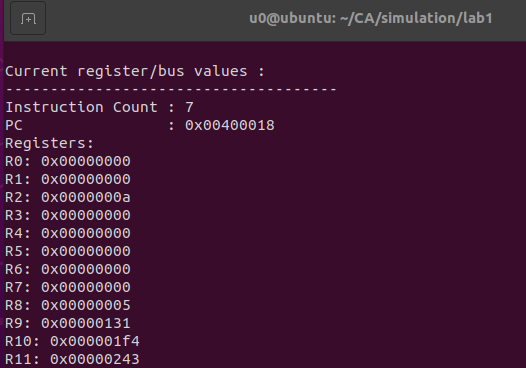 u0@ubuntu: ~/CA/simulation/lab1
Current register/bus values :
-------------------------------------
Instruction Count : 7
PC                : 0x00400018
Registers:
R0: 0x00000000
R1: 0x00000000
R2: 0x0000000a
R3: 0x00000000
R4: 0x00000000
R5: 0x00000000
R6: 0x00000000
R7: 0x00000000
R8: 0x00000005
R9: 0x00000131
R10: 0x000001f4
R11: 0x00000243